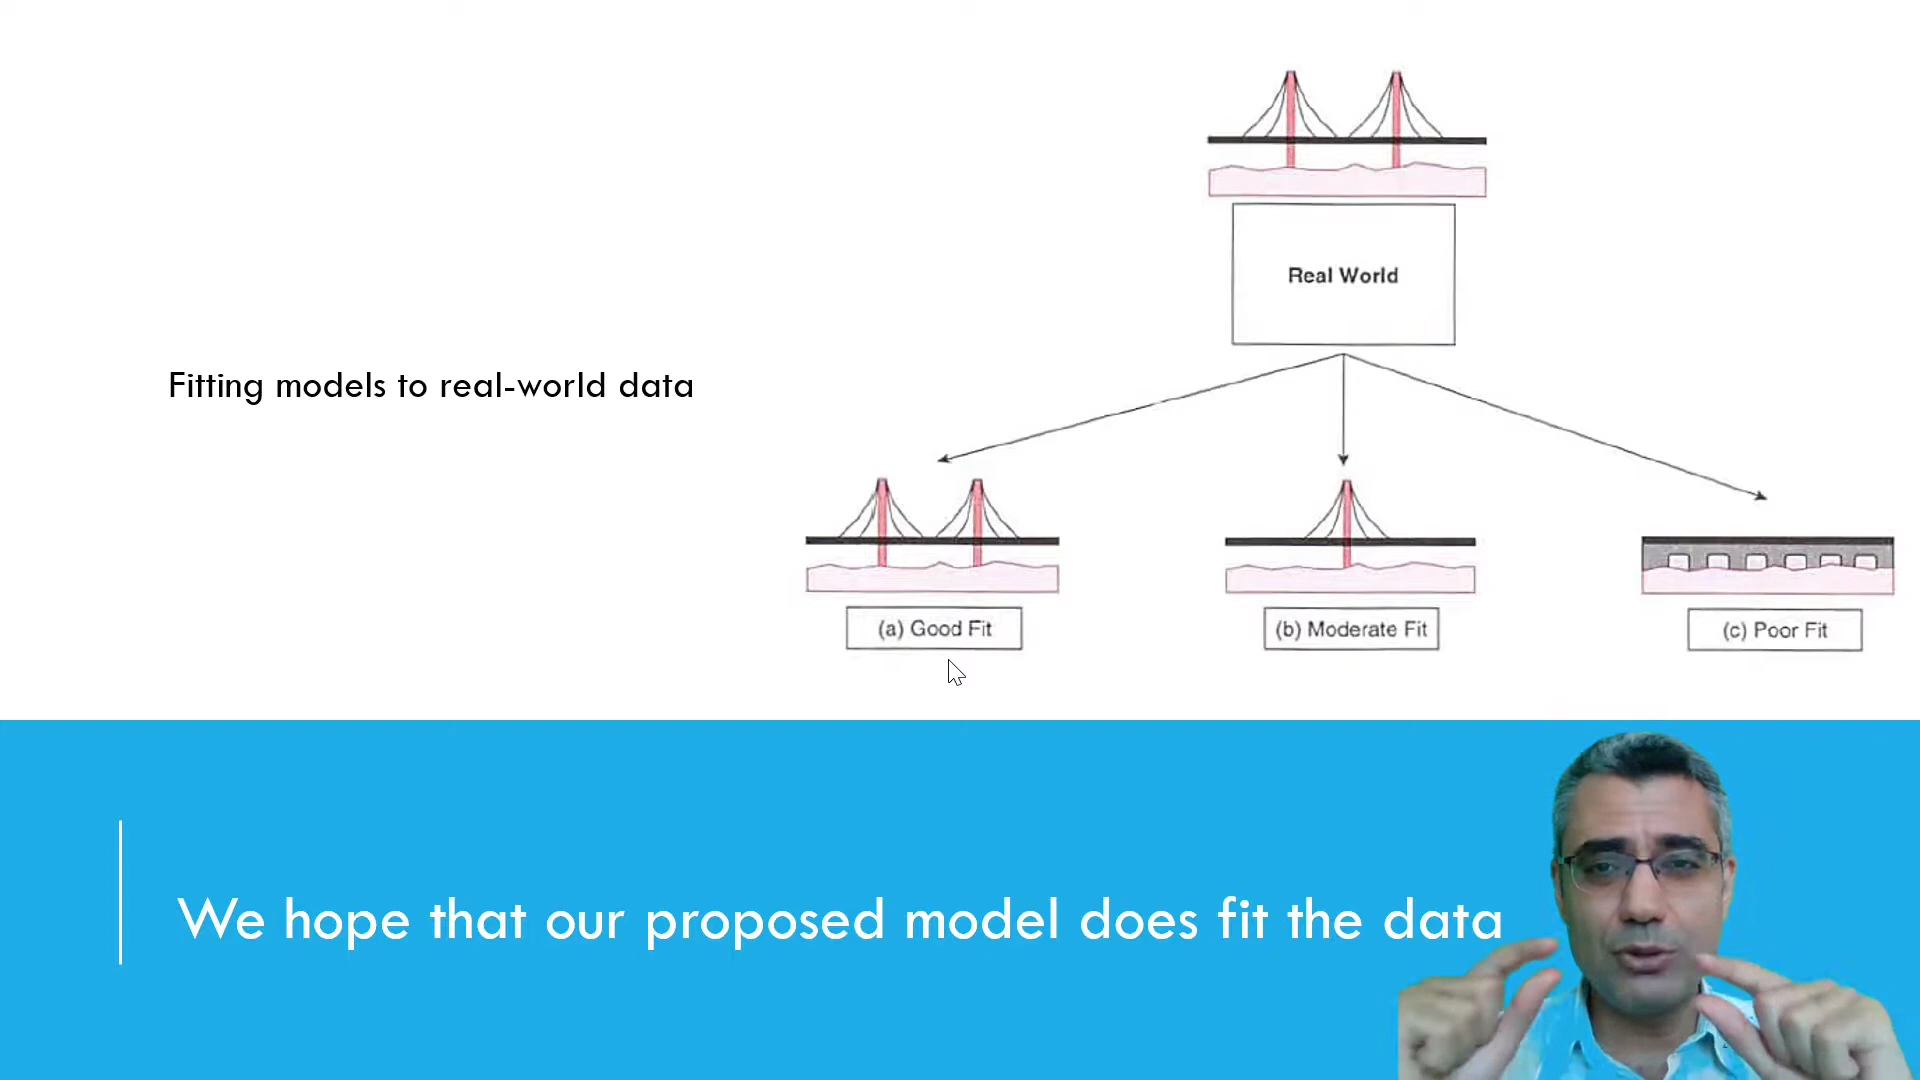 Real World
Fitting models to real-world data
(a) Good Fit
(b) Moderate Fit
(c) Poor Fit
We hope that our proposed model does fit the data